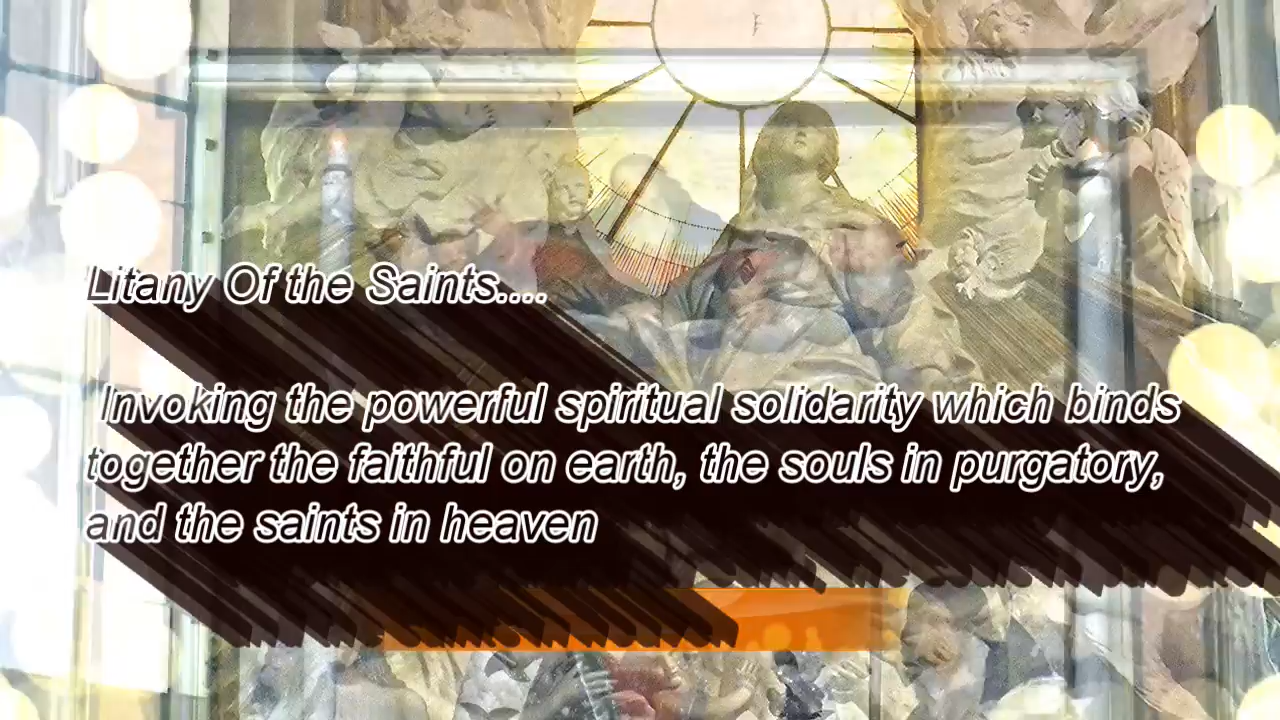 Litany Of the Saints....
Invoking the powerful spiritual solidarity which binds
together the faithful on earth, the souls in purgatory,
and the saints in heaven